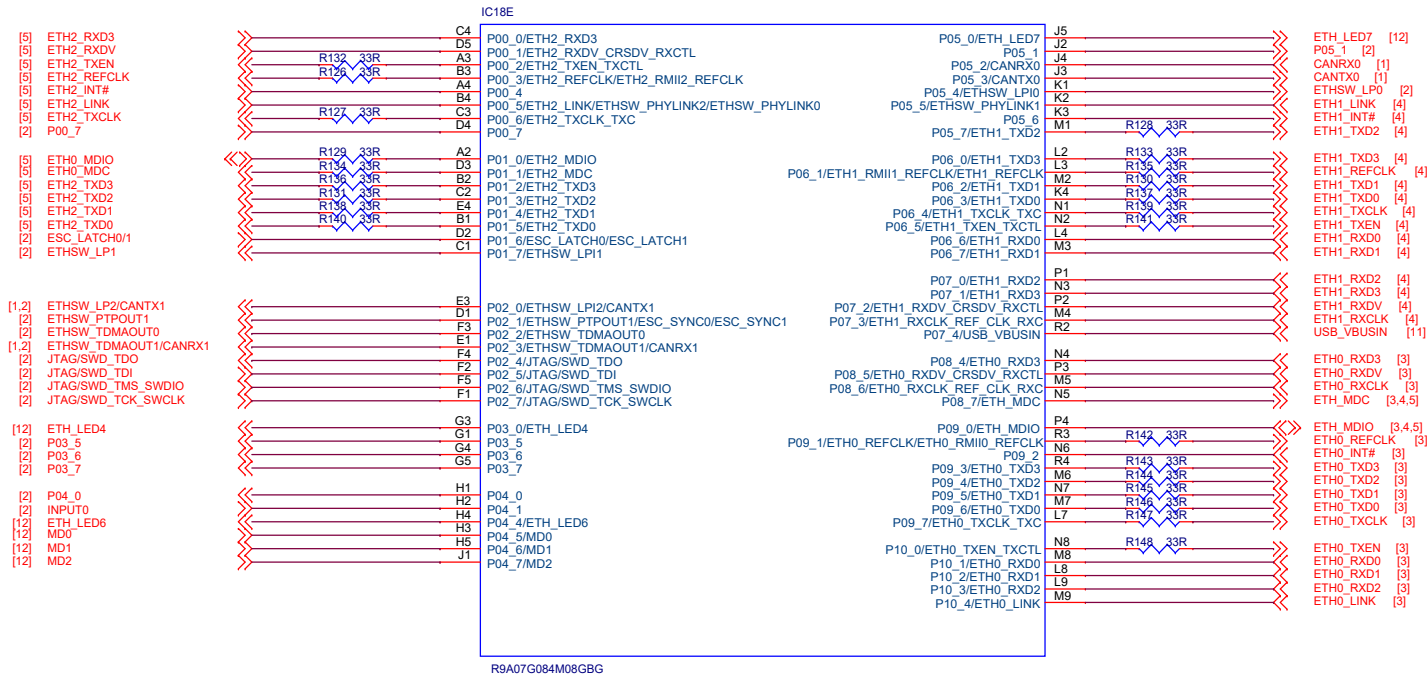 IC18E
[5] ETH2_RXD3 C4 P00_0/ETH2_RXD3
[5] ETH2_RXDV D5 P00_1/ETH2_RXDV_CRSDV_RXCTL
[5] ETH2_TXEN R132 33R A3 P00_2/ETH2_TXEN_TXCTL
[5] ETH2_REFCLK R126 33R B3 P00_3/ETH2_REFCLK/ETH2_RMII2_REFCLK
[5] ETH2_INT# A4 P00_4
[5] ETH2_LINK B4 P00_5/ETH2_LINK/ETHSW_PHYLINK2/ETHSW_PHYLINK0
[5] ETH2_TXCLK R127 33R C3 P00_6/ETH2_TXCLK_TXC
[2] P00_7 D4 P00_7
[5] ETH0_MDIO R129 33R A2 P01_0/ETH2_MDIO
[5] ETH0_MDC R134 33R D3 P01_1/ETH2_MDC
[5] ETH2_TXD3 R136 33R B2 P01_2/ETH2_TXD3
[5] ETH2_TXD2 R131 33R C2 P01_3/ETH2_TXD2
[5] ETH2_TXD1 R138 33R E4 P01_4/ETH2_TXD1
[5] ETH2_TXD0 R140 33R B1 P01_5/ETH2_TXD0
[2] ESC_LATCH0/1 D2 P01_6/ESC_LATCH0/ESC_LATCH1
[2] ETHSW_LP1 C1 P01_7/ETHSW_LPI1
[1,2] ETHSW_LP2/CANTX1 E3 P02_0/ETHSW_LPI2/CANTX1
[2] ETHSW_PTPOUT1 D1 P02_1/ETHSW_PTPOUT1/ESC_SYNC0/ESC_SYNC1
[2] ETHSW_TDMAOUT0 F3 P02_2/ETHSW_TDMAOUT0
[1,2] ETHSW_TDMAOUT1/CANRX1 E1 P02_3/ETHSW_TDMAOUT1/CANRX1
[2] JTAG/SWD_TDO F4 P02_4/JTAG/SWD_TDO
[2] JTAG/SWD_TDI F2 P02_5/JTAG/SWD_TDI
[2] JTAG/SWD_TMS_SWDIO F5 P02_6/JTAG/SWD_TMS_SWDIO
[2] JTAG/SWD_TCK_SWCLK F1 P02_7/JTAG/SWD_TCK_SWCLK
[12] ETH_LED4 G3 P03_0/ETH_LED4
[2] P03_5 G1 P03_5
[2] P03_6 G4 P03_6
[2] P03_7 G5 P03_7
[2] P04_0 H1 P04_0
[2] INPUT0 H2 P04_1
[12] ETH_LED6 H4 P04_4/ETH_LED6
[12] MD0 H3 P04_5/MD0
[12] MD1 H5 P04_6/MD1
[12] MD2 J1 P04_7/MD2
P05_0/ETH_LED7 J5 ETH_LED7 [12]
P05_1 J2 P05_1 [2]
P05_2/CANRX0 J4 CANRX0 [1]
P05_3/CANTX0 J3 CANTX0 [1]
P05_4/ETHSW_LPI0 K1 ETHSW_LP0 [2]
P05_5/ETHSW_PHYLINK1 K2 ETH1_LINK [4]
P05_6 K3 ETH1_INT# [4]
P05_7/ETH1_TXD2 M1 R128 33R ETH1_TXD2 [4]
P06_0/ETH1_TXD3 L2 R133 33R ETH1_TXD3 [4]
P06_1/ETH1_RMII1_REFCLK/ETH1_REFCLK L3 R135 33R ETH1_REFCLK [4]
P06_2/ETH1_TXD1 M2 R130 33R ETH1_TXD1 [4]
P06_3/ETH1_TXD0 K4 R137 33R ETH1_TXD0 [4]
P06_4/ETH1_TXCLK_TXC N1 R139 33R ETH1_TXCLK [4]
P06_5/ETH1_TXEN_TXCTL N2 R141 33R ETH1_TXEN [4]
P06_6/ETH1_RXD0 L4 ETH1_RXD0 [4]
P06_7/ETH1_RXD1 M3 ETH1_RXD1 [4]
P07_0/ETH1_RXD2 P1 ETH1_RXD2 [4]
P07_1/ETH1_RXD3 N3 ETH1_RXD3 [4]
P07_2/ETH1_RXDV_CRSDV_RXCTL P2 ETH1_RXDV [4]
P07_3/ETH1_RXCLK_REF_CLK_RXC M4 ETH1_RXCLK [4]
P07_4/USB_VBUSIN R2 USB_VBUSIN [11]
P08_4/ETH0_RXD3 N4 ETH0_RXD3 [3]
P08_5/ETH0_RXDV_CRSDV_RXCTL P3 ETH0_RXDV [3]
P08_6/ETH0_RXCLK_REF_CLK_RXC M5 ETH0_RXCLK [3]
P08_7/ETH_MDC N5 ETH_MDC [3,4,5]
P09_0/ETH_MDIO P4 ETH_MDIO [3,4,5]
P09_1/ETH0_REFCLK/ETH0_RMII0_REFCLK R3 R142 33R ETH0_REFCLK [3]
P09_2 N6 ETH0_INT# [3]
P09_3/ETH0_TXD3 R4 R143 33R ETH0_TXD3 [3]
P09_4/ETH0_TXD2 M6 R144 33R ETH0_TXD2 [3]
P09_5/ETH0_TXD1 N7 R145 33R ETH0_TXD1 [3]
P09_6/ETH0_TXD0 M7 R146 33R ETH0_TXD0 [3]
P09_7/ETH0_TXCLK_TXC L7 R147 33R ETH0_TXCLK [3]
P10_0/ETH0_TXEN_TXCTL N8 R148 33R ETH0_TXEN [3]
P10_1/ETH0_RXD0 M8 ETH0_RXD0 [3]
P10_2/ETH0_RXD1 L8 ETH0_RXD1 [3]
P10_3/ETH0_RXD2 L9 ETH0_RXD2 [3]
P10_4/ETH0_LINK M9 ETH0_LINK [3]
R9A07G084M08GBG